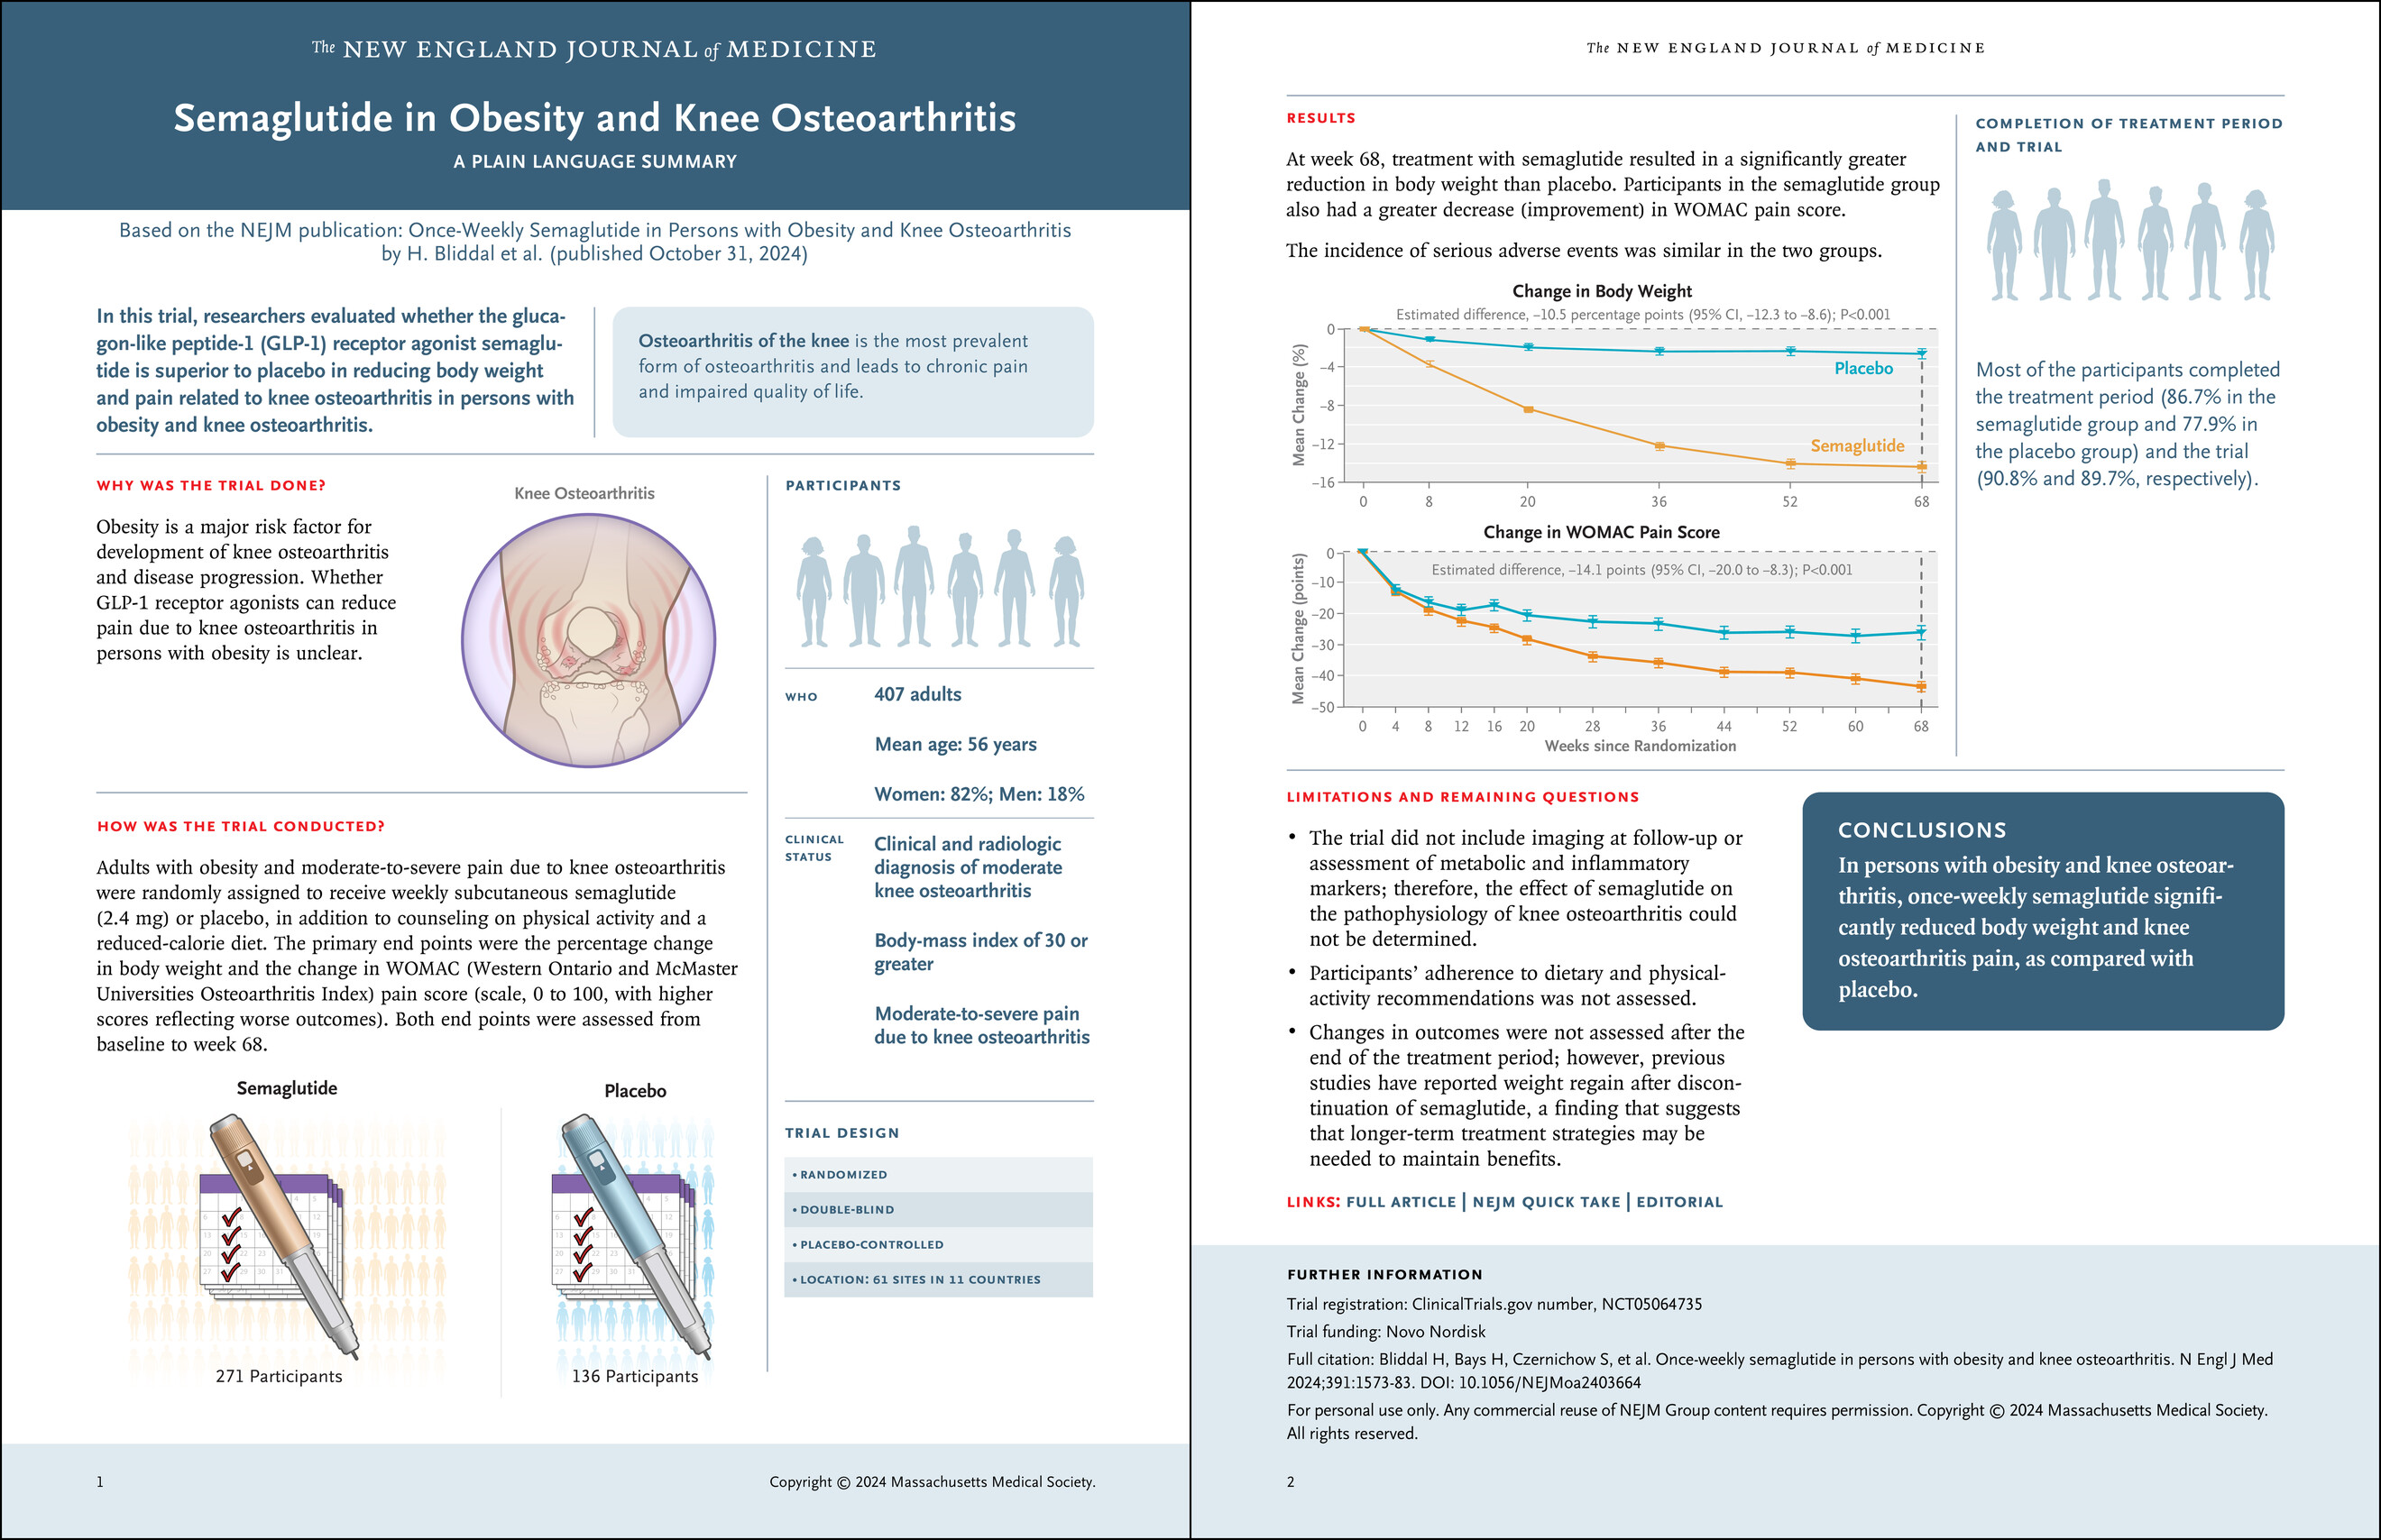 The NEW ENGLAND JOURNAL of MEDICINE
Semaglutide in Obesity and Knee Osteoarthritis
A PLAIN LANGUAGE SUMMARY
Based on the NEJM publication: Once-Weekly Semaglutide in Persons with Obesity and Knee Osteoarthritis
by H. Bliddal et al. (published October 31, 2024)
In this trial, researchers evaluated whether the gluca-
gon-like peptide-1 (GLP-1) receptor agonist semaglu-
tide is superior to placebo in reducing body weight
and pain related to knee osteoarthritis in persons with
obesity and knee osteoarthritis.
Osteoarthritis of the knee is the most prevalent
form of osteoarthritis and leads to chronic pain
and impaired quality of life.
WHY WAS THE TRIAL DONE?
Obesity is a major risk factor for
development of knee osteoarthritis
and disease progression. Whether
GLP-1 receptor agonists can reduce
pain due to knee osteoarthritis in
persons with obesity is unclear.
Knee Osteoarthritis
HOW WAS THE TRIAL CONDUCTED?
Adults with obesity and moderate-to-severe pain due to knee osteoarthritis
were randomly assigned to receive weekly subcutaneous semaglutide
(2.4 mg) or placebo, in addition to counseling on physical activity and a
reduced-calorie diet. The primary end points were the percentage change
in body weight and the change in WOMAC (Western Ontario and McMaster
Universities Osteoarthritis Index) pain score (scale, 0 to 100, with higher
scores reflecting worse outcomes). Both end points were assessed from
baseline to week 68.
Semaglutide
271 Participants
Placebo
136 Participants
PARTICIPANTS
WHO
407 adults
Mean age: 56 years
Women: 82%; Men: 18%
CLINICAL
STATUS
Clinical and radiologic
diagnosis of moderate
knee osteoarthritis
Body-mass index of 30 or
greater
Moderate-to-severe pain
due to knee osteoarthritis
TRIAL DESIGN
• RANDOMIZED
• DOUBLE-BLIND
• PLACEBO-CONTROLLED
• LOCATION: 61 SITES IN 11 COUNTRIES
1
Copyright © 2024 Massachusetts Medical Society.
The NEW ENGLAND JOURNAL of MEDICINE
RESULTS
At week 68, treatment with semaglutide resulted in a significantly greater
reduction in body weight than placebo. Participants in the semaglutide group
also had a greater decrease (improvement) in WOMAC pain score.
The incidence of serious adverse events was similar in the two groups.
Change in Body Weight
Estimated difference, –10.5 percentage points (95% CI, –12.3 to –8.6); P<0.001
Mean Change (%)
0
–4
–8
–12
–16
Placebo
Semaglutide
0 8 20 36 52 68
Change in WOMAC Pain Score
Estimated difference, –14.1 points (95% CI, –20.0 to –8.3); P<0.001
Mean Change (points)
0
–10
–20
–30
–40
–50
0 4 8 12 16 20 28 36 44 52 60 68
Weeks since Randomization
COMPLETION OF TREATMENT PERIOD
AND TRIAL
Most of the participants completed
the treatment period (86.7% in the
semaglutide group and 77.9% in
the placebo group) and the trial
(90.8% and 89.7%, respectively).
LIMITATIONS AND REMAINING QUESTIONS
• The trial did not include imaging at follow-up or
assessment of metabolic and inflammatory
markers; therefore, the effect of semaglutide on
the pathophysiology of knee osteoarthritis could
not be determined.
• Participants’ adherence to dietary and physical-
activity recommendations was not assessed.
• Changes in outcomes were not assessed after the
end of the treatment period; however, previous
studies have reported weight regain after discon-
tinuation of semaglutide, a finding that suggests
that longer-term treatment strategies may be
needed to maintain benefits.
LINKS: FULL ARTICLE | NEJM QUICK TAKE | EDITORIAL
CONCLUSIONS
In persons with obesity and knee osteoar-
thritis, once-weekly semaglutide signifi-
cantly reduced body weight and knee
osteoarthritis pain, as compared with
placebo.
FURTHER INFORMATION
Trial registration: ClinicalTrials.gov number, NCT05064735
Trial funding: Novo Nordisk
Full citation: Bliddal H, Bays H, Czernichow S, et al. Once-weekly semaglutide in persons with obesity and knee osteoarthritis. N Engl J Med
2024;391:1573-83. DOI: 10.1056/NEJMoa2403664
For personal use only. Any commercial reuse of NEJM Group content requires permission. Copyright © 2024 Massachusetts Medical Society.
All rights reserved.
2